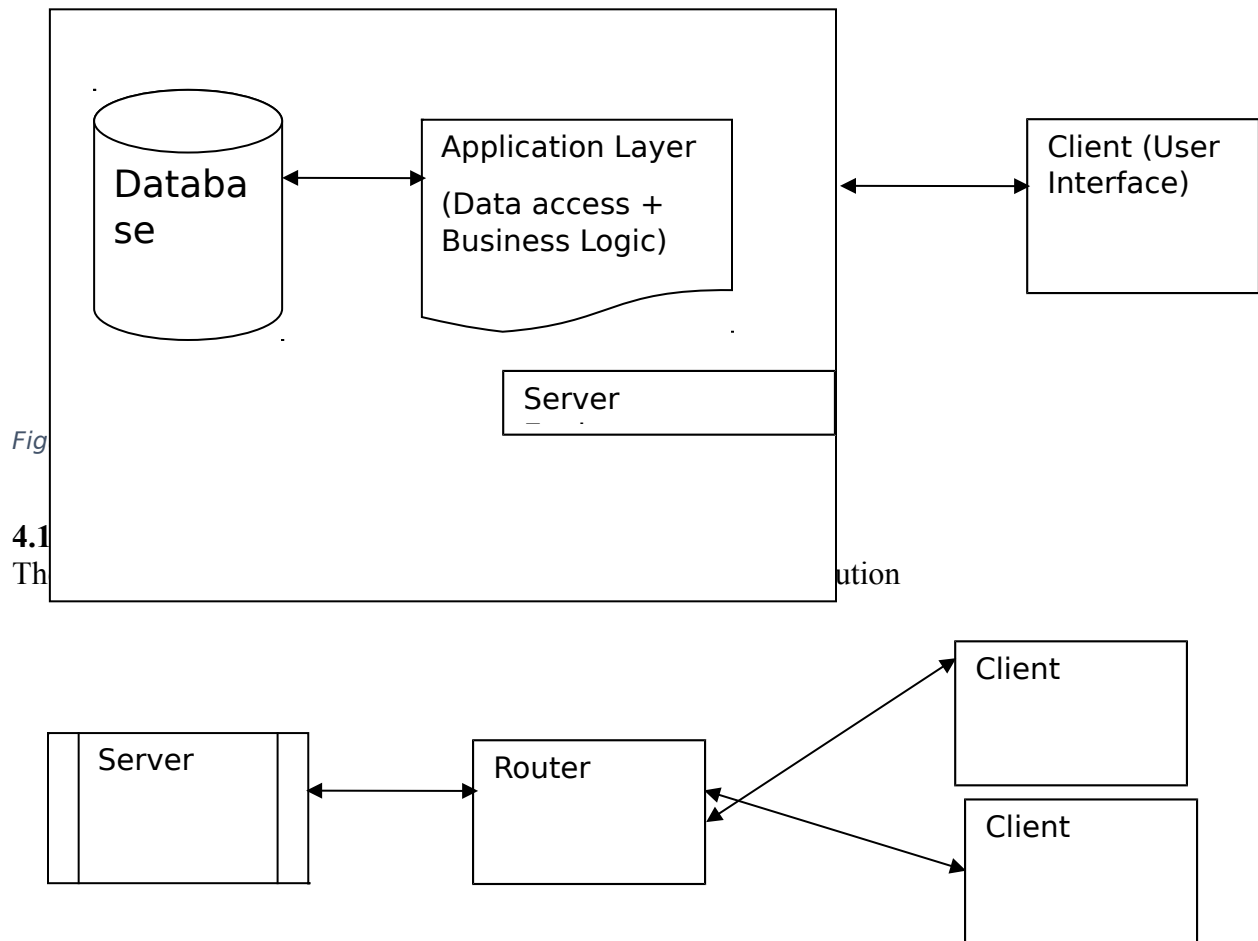 Databa
se
Application Layer
(Data access +
Business Logic)
Client (User
Interface)
Server
Fig
4.1
Th
ution
Client
Server
Router
Client